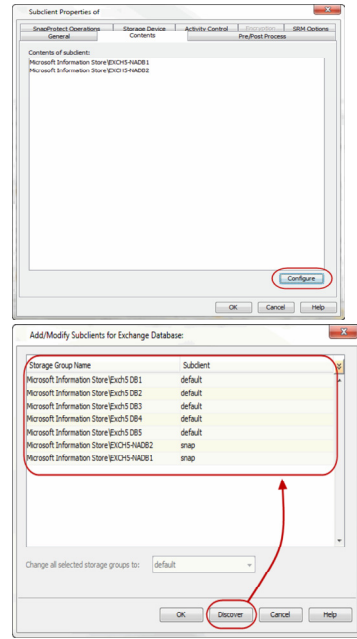 Subclient Properties of
SnapProtect Operations Storage Device Activity Control Encryption SRM Options
General Contents Pre/Post Process
Contents of subclient:
Microsoft Information Store\EXCH5-NADB1
Microsoft Information Store\EXCH5-NADB2
Configure
OK Cancel Help
Add/Modify Subclients for Exchange Database:
Storage Group Name Subclient
Microsoft Information Store\Exch5 DB1 default
Microsoft Information Store\Exch5 DB2 default
Microsoft Information Store\Exch5 DB3 default
Microsoft Information Store\Exch5 DB4 default
Microsoft Information Store\Exch5 DB5 default
Microsoft Information Store\EXCH5-NADB2 snap
Microsoft Information Store\EXCH5-NADB1 snap
Change all selected storage groups to: default
OK Discover Cancel Help